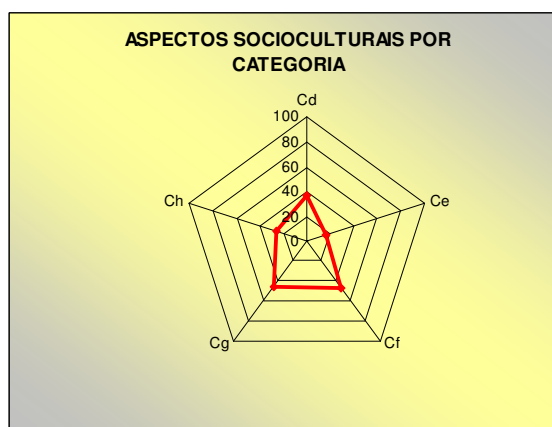 ASPECTOS SOCIOCULTURAIS POR
CATEGORIA
Cd
100
80
60
40
20
0
Ch
Ce
Cg
Cf